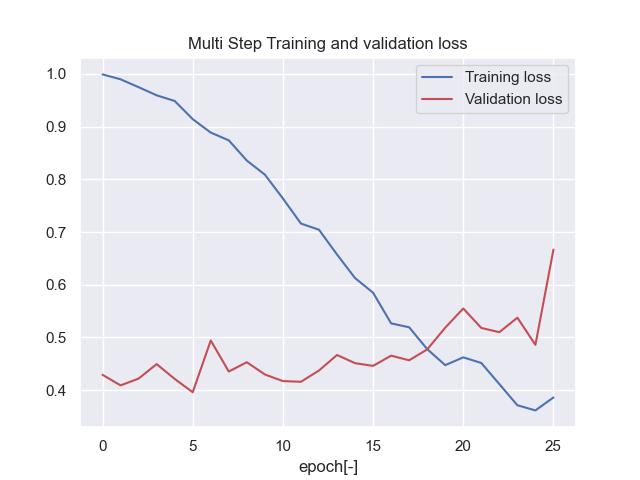 Multi Step Training and validation loss
Training loss
Validation loss
1.0
0.9
0.8
0.7
0.6
0.5
0.4
0 5 10 15 20 25
epoch[-]